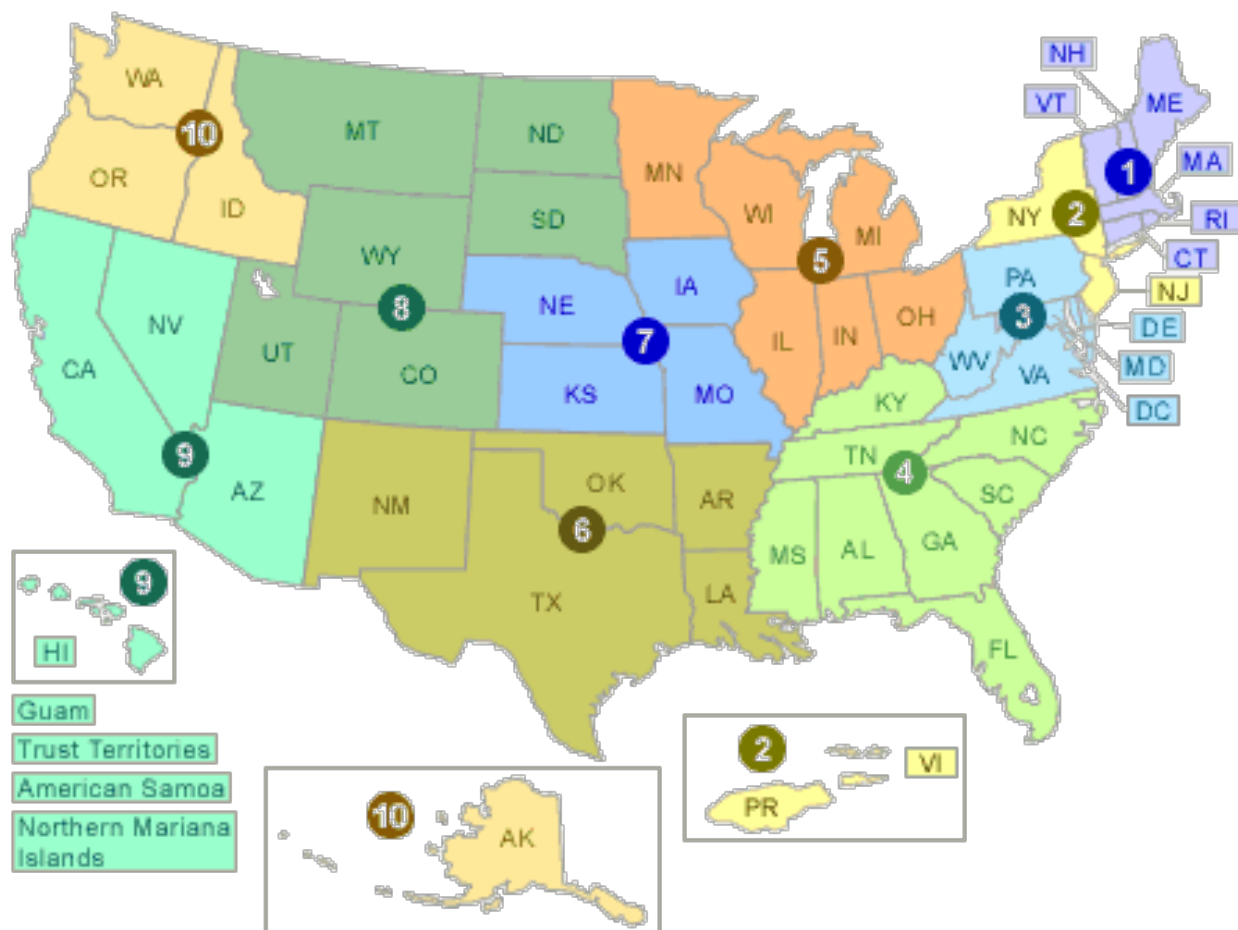 NH
VT
ME
WA
MT
ND
10
MN
MA
1
OR
ID
SD
WI
MI
NY
2
RI
WY
5
CT
PA
NJ
8
NE
IA
3
DE
NV
7
OH
IL
IN
UT
CO
WV
VA
MD
CA
KS
MO
KY
DC
9
TN
NC
4
AZ
OK
AR
SC
NM
6
MS
AL
GA
9
TX
LA
HI
FL
Guam
Trust Territories
2
VI
American Samoa
10
PR
Northern Mariana
Islands
AK